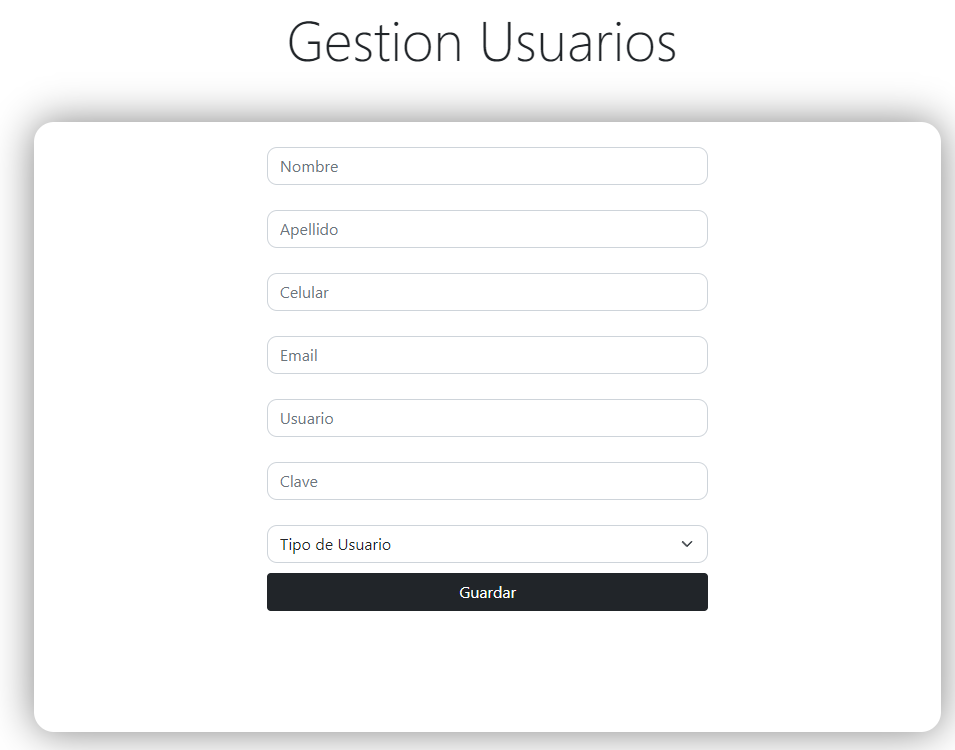 Gestion Usuarios
Nombre
Apellido
Celular
Email
Usuario
Clave
Tipo de Usuario
Guardar